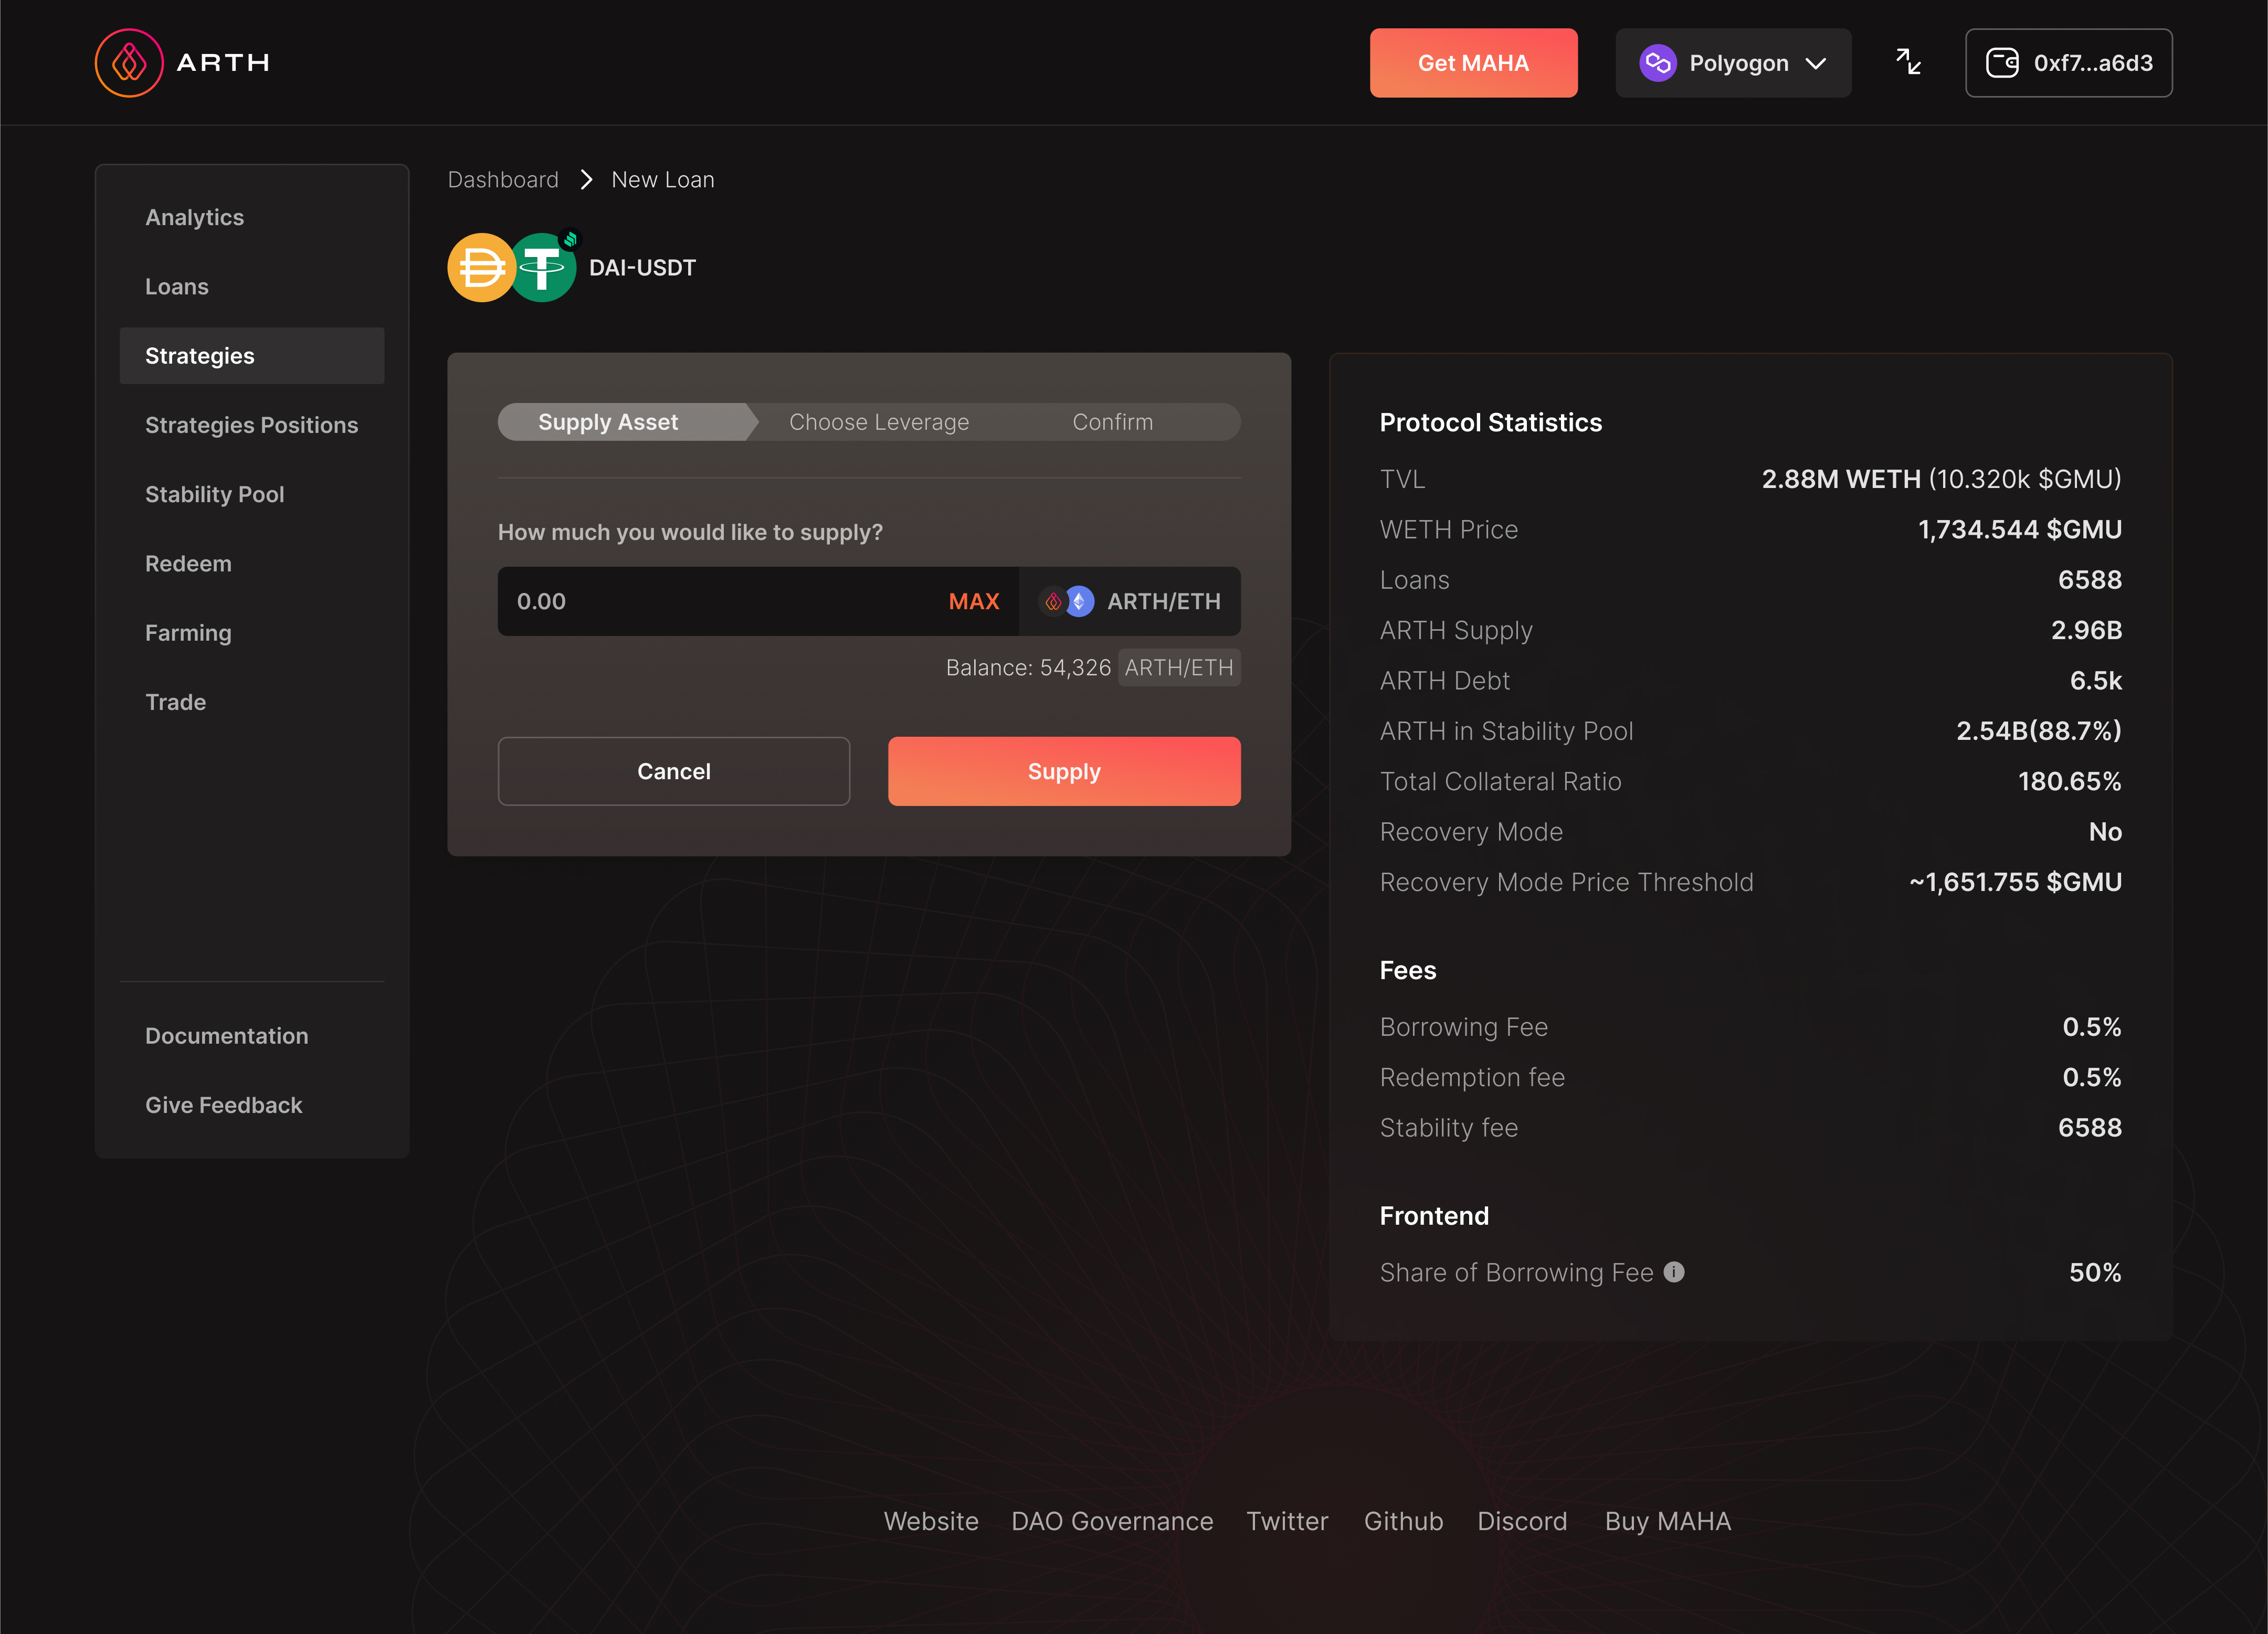 ARTH
Get MAHA
Polyogon
0xf7...a6d3
Analytics
Loans
Strategies
Strategies Positions
Stability Pool
Redeem
Farming
Trade
Documentation
Give Feedback
Dashboard > New Loan
DAI-USDT
Supply Asset Choose Leverage Confirm
How much you would like to supply?
0.00 MAX ARTH/ETH
Balance: 54,326 ARTH/ETH
Cancel Supply
Protocol Statistics
TVL 2.88M WETH (10.320k $GMU)
WETH Price 1,734.544 $GMU
Loans 6588
ARTH Supply 2.96B
ARTH Debt 6.5k
ARTH in Stability Pool 2.54B(88.7%)
Total Collateral Ratio 180.65%
Recovery Mode No
Recovery Mode Price Threshold ~1,651.755 $GMU
Fees
Borrowing Fee 0.5%
Redemption fee 0.5%
Stability fee 6588
Frontend
Share of Borrowing Fee 50%
Website DAO Governance Twitter Github Discord Buy MAHA